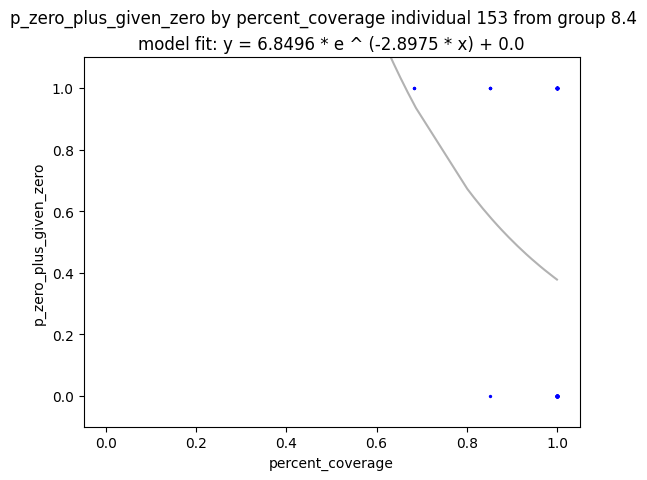 p_zero_plus_given_zero by percent_coverage individual 153 from group 8.4
model fit: y = 6.8496 * e ^ (-2.8975 * x) + 0.0
1.0
0.8
0.6
0.4
0.2
0.0
p_zero_plus_given_zero
0.0 0.2 0.4 0.6 0.8 1.0
percent_coverage